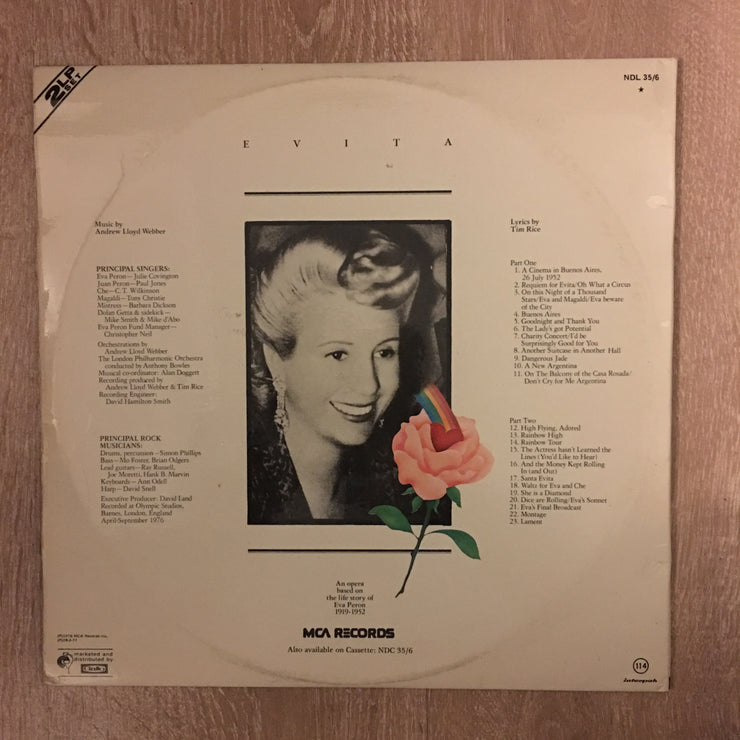 2 LP
SET
NDL 35/6
★
E V I T A
Music by
Andrew Lloyd Webber
Lyrics by
Tim Rice
PRINCIPAL SINGERS:
Eva Peron—Julie Covington
Juan Peron—Paul Jones
Che—C.T. Wilkinson
Magaldi—Tony Christie
Mistress—Barbara Dickson
Dolan Getta & sidekick—
Mike Smith & Mike d'Abo
Eva Peron Fund Manager—
Christopher Neil
Orchestrations by
Andrew Lloyd Webber
The London Philharmonic Orchestra
conducted by Anthony Bowles
Musical co-ordinator: Alan Doggett
Recording produced by
Andrew Lloyd Webber & Tim Rice
Recording Engineer:
David Hamilton Smith
PRINCIPAL ROCK
MUSICIANS:
Drums, percussion—Simon Phillips
Bass—Mo Foster, Brian Odgers
Lead guitars—Ray Russell,
Joe Moretti, Hank B. Marvin
Keyboards—Ann Odell
Harp—David Snell
Executive Producer: David Land
Recorded at Olympic Studios,
Barnes, London, England
April-September 1976
Part One
1. A Cinema in Buenos Aires,
26 July 1952
2. Requiem for Evita/Oh What a Circus
3. On this Night of a Thousand
Stars/Eva and Magaldi/Eva beware
of the City
4. Buenos Aires
5. Goodnight and Thank You
6. The Lady's got Potential
7. Charity Concert/I'd be
Surprisingly Good for You
8. Another Suitcase in Another Hall
9. Dangerous Jade
10. A New Argentina
11. On The Balcony of the Casa Rosada/
Don't Cry for Me Argentina
Part Two
12. High Flying, Adored
13. Rainbow High
14. Rainbow Tour
15. The Actress hasn't Learned the
Lines (You'd Like to Hear)
16. And the Money Kept Rolling
In (and Out)
17. Santa Evita
18. Waltz for Eva and Che
19. She is a Diamond
20. Dice are Rolling/Eva's Sonnet
21. Eva's Final Broadcast
22. Montage
23. Lament
An opera
based on
the life story of
Eva Peron
1919-1952
MCA RECORDS
Also available on Cassette: NDC 35/6
MCA Records Inc.
marketed and
distributed by
114
interpak